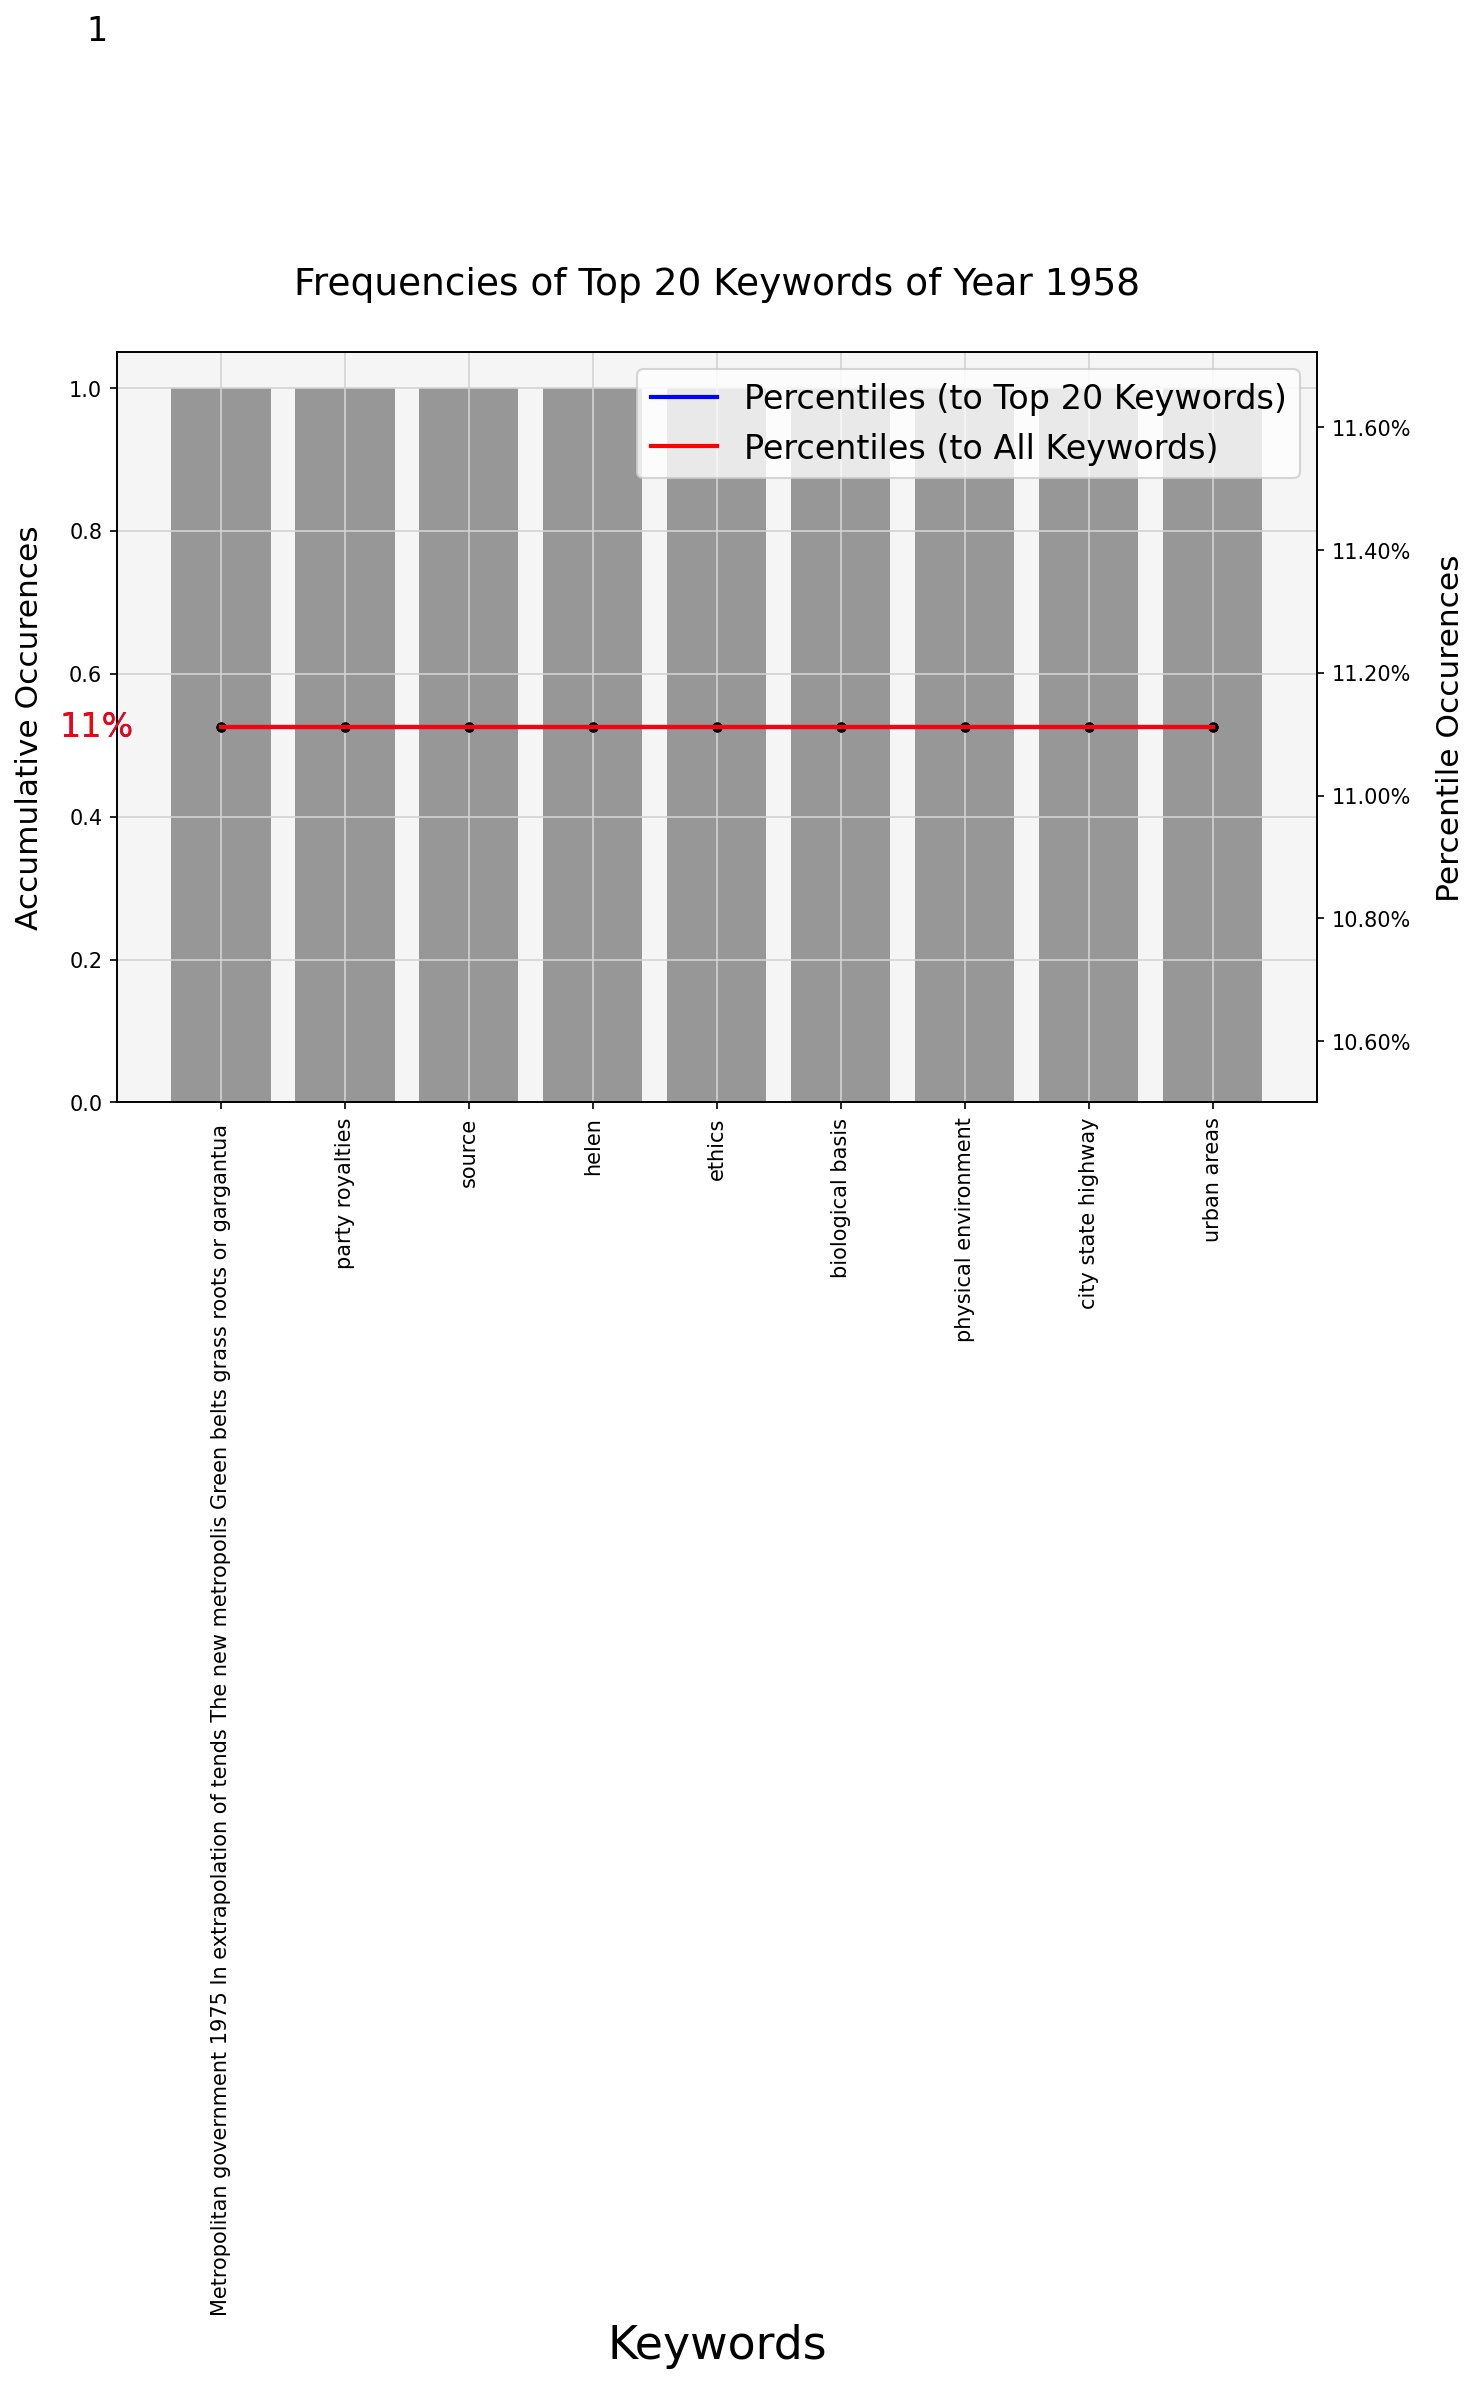 1
Frequencies of Top 20 Keywords of Year 1958
Percentiles (to Top 20 Keywords)
Percentiles (to All Keywords)
Accumulative Occurences
1.0
0.8
0.6
0.4
0.2
0.0
11%
11.60%
11.40%
11.20%
11.00%
10.80%
10.60%
Percentile Occurences
Metropolitan government 1975 In extrapolation of tends The new metropolis Green belts grass roots or gargantua
party royalties
source
helen
ethics
biological basis
physical environment
city state highway
urban areas
Keywords